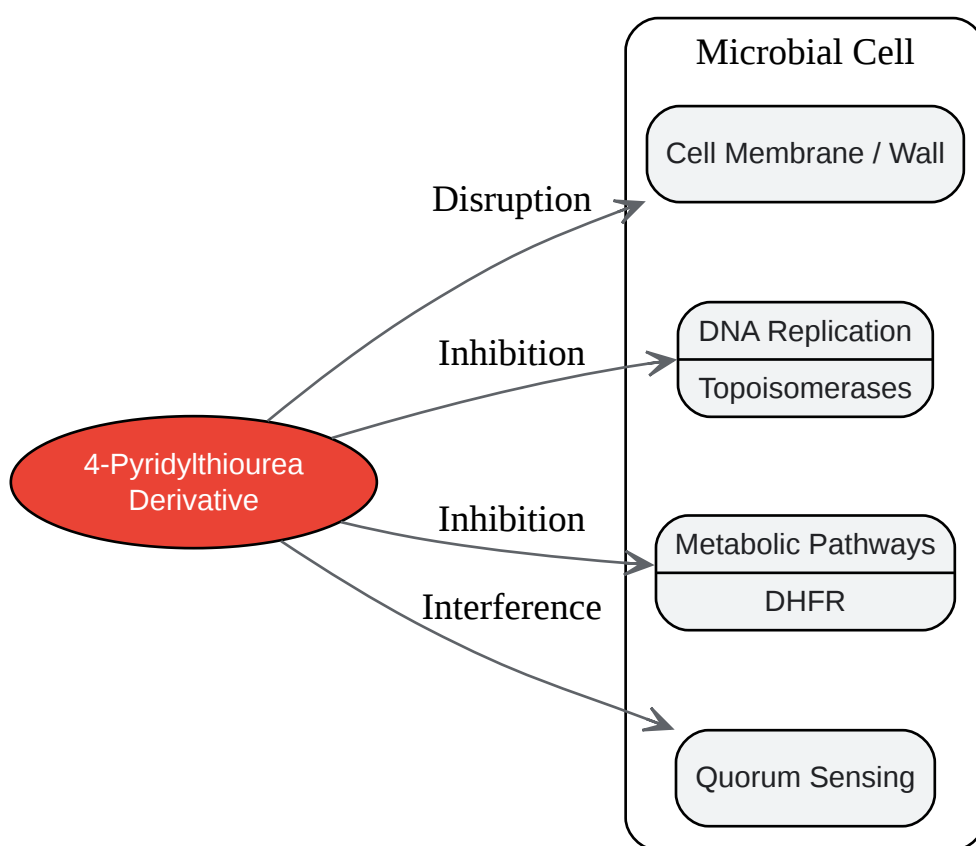 Microbial Cell
Cell Membrane / Wall
Disruption
DNA Replication
Inhibition
Topoisomerases
4-Pyridylthiourea
Derivative
Inhibition
Metabolic Pathways
DHFR
Interference
Quorum Sensing